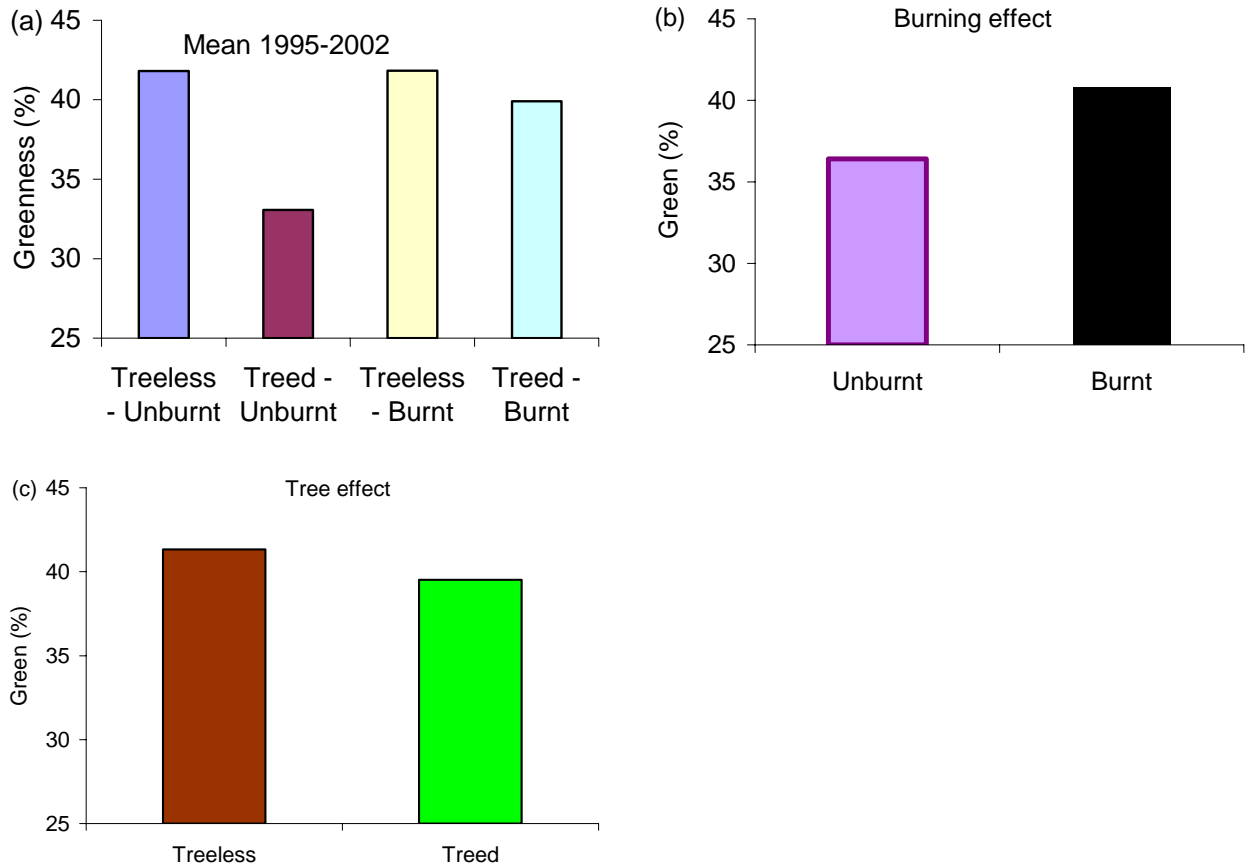 (a)
Mean 1995-2002
Greenness (%)
45
40
35
30
25
Treeless - Unburnt
Treed - Unburnt
Treeless - Burnt
Treed - Burnt
(b)
Burning effect
Green (%)
45
40
35
30
25
Unburnt
Burnt
(c)
Tree effect
Green (%)
45
40
35
30
25
Treeless
Treed